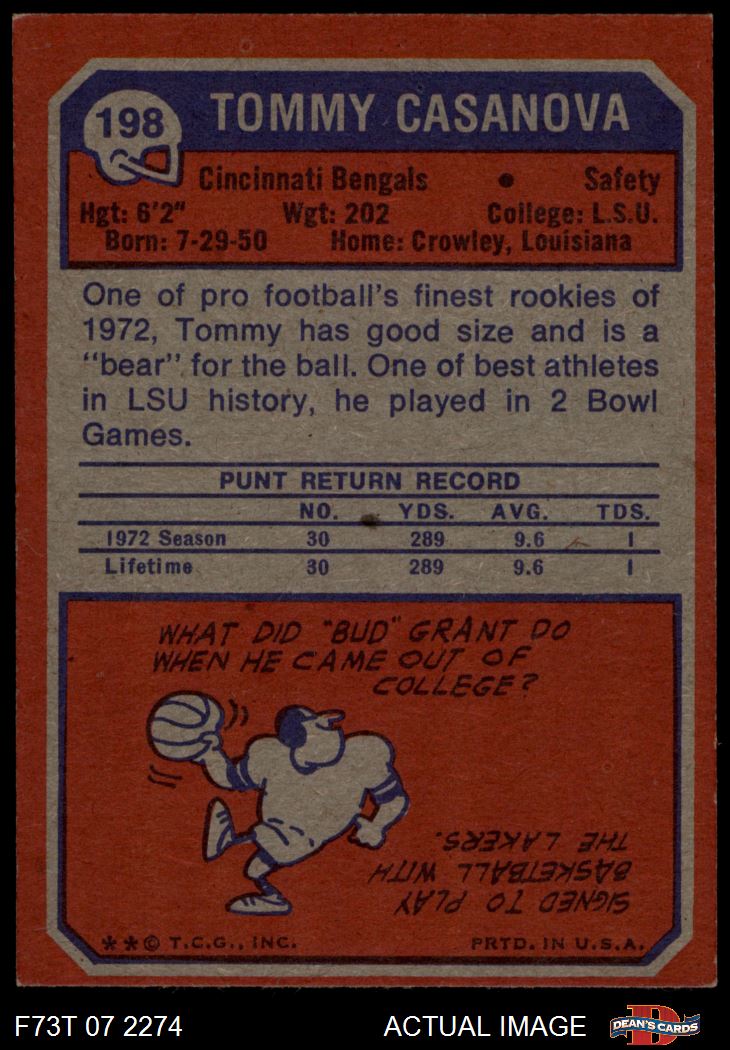 198 TOMMY CASANOVA
Cincinnati Bengals • Safety
Hgt: 6'2" Wgt: 202 College: L.S.U.
Born: 7-29-50 Home: Crowley, Louisiana
One of pro football's finest rookies of
1972, Tommy has good size and is a
"bear" for the ball. One of best athletes
in LSU history, he played in 2 Bowl
Games.
PUNT RETURN RECORD
NO. YDS. AVG. TDS.
1972 Season 30 289 9.6 1
Lifetime 30 289 9.6 1
WHAT DID "BUD" GRANT DO
WHEN HE CAME OUT OF
COLLEGE?
SIGNED TO PLAY
BASKETBALL WITH
THE LAKERS.
**© T.C.G., INC. PRTD. IN U.S.A.
F73T 07 2274 ACTUAL IMAGE D DEAN'S CARDS